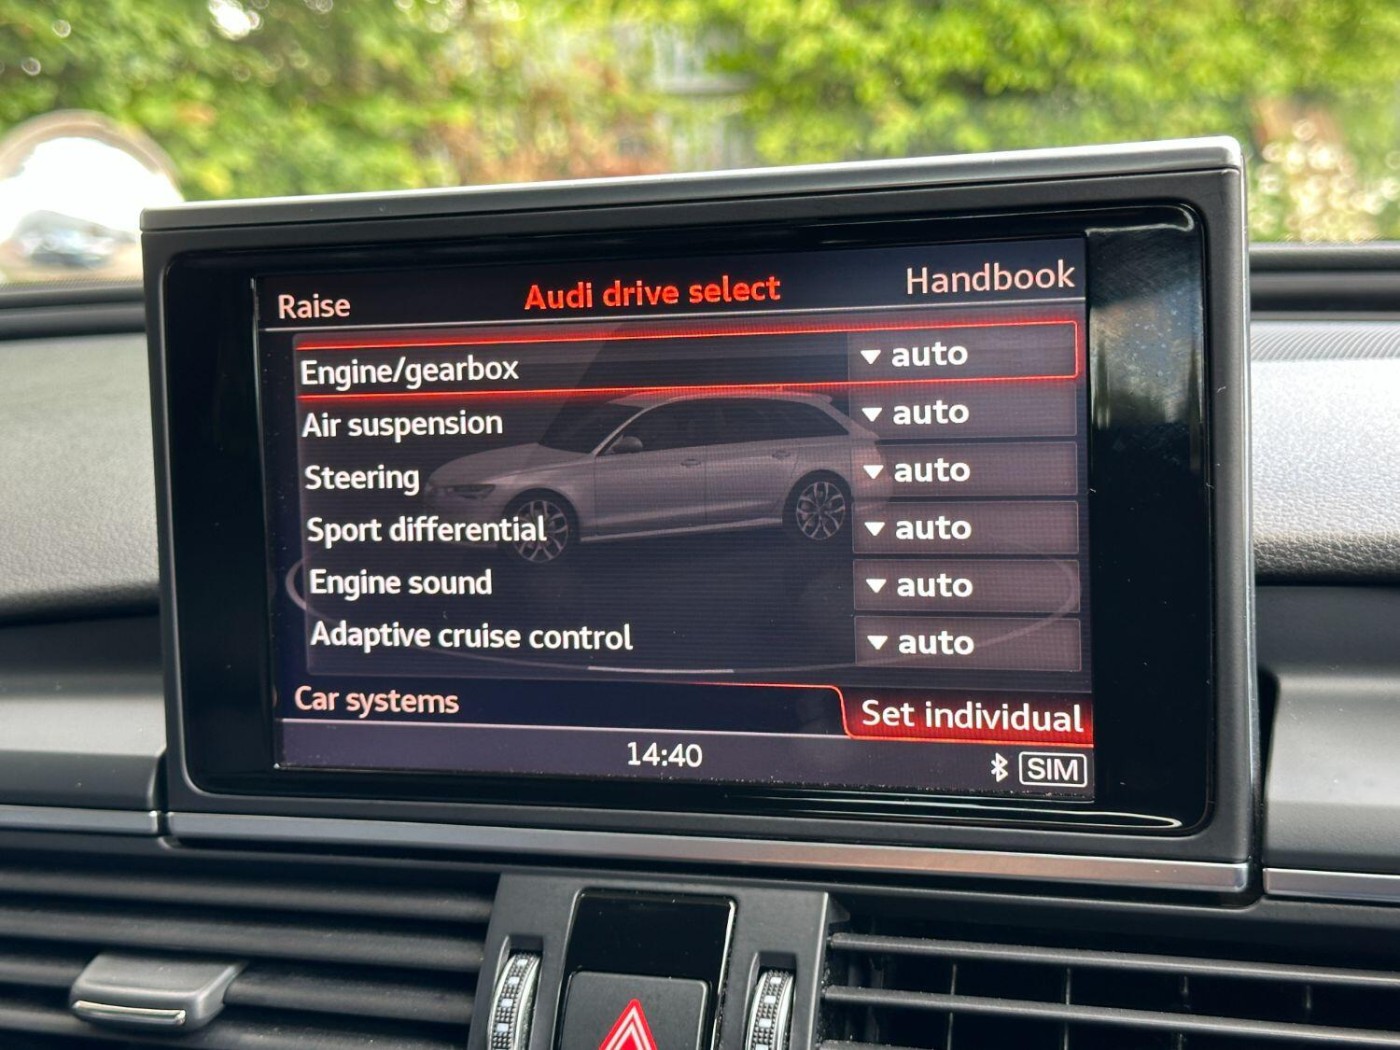 Raise
Audi drive select
Handbook
Engine/gearbox
auto
Air suspension
auto
Steering
auto
Sport differential
auto
Engine sound
auto
Adaptive cruise control
auto
Car systems
Set individual
14:40
SIM